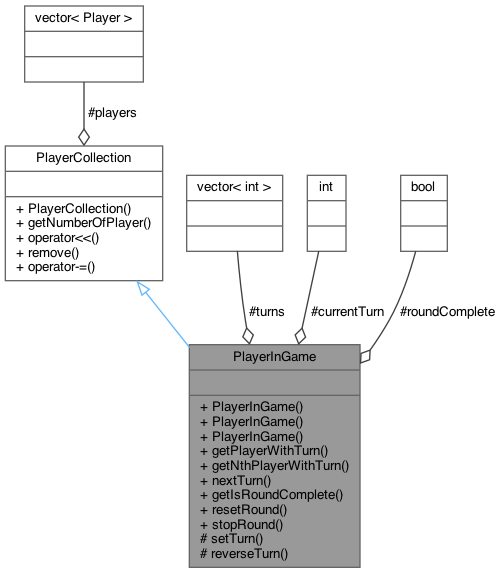 vector< Player >
#players
PlayerCollection
+ PlayerCollection()
+ getNumberOfPlayer()
+ operator<<()
+ remove()
+ operator-=()
vector< int >
int
bool
#turns
#currentTurn
#roundComplete
PlayerInGame
+ PlayerInGame()
+ PlayerInGame()
+ PlayerInGame()
+ getPlayerWithTurn()
+ getNthPlayerWithTurn()
+ nextTurn()
+ getIsRoundComplete()
+ resetRound()
+ stopRound()
# setTurn()
# reverseTurn()